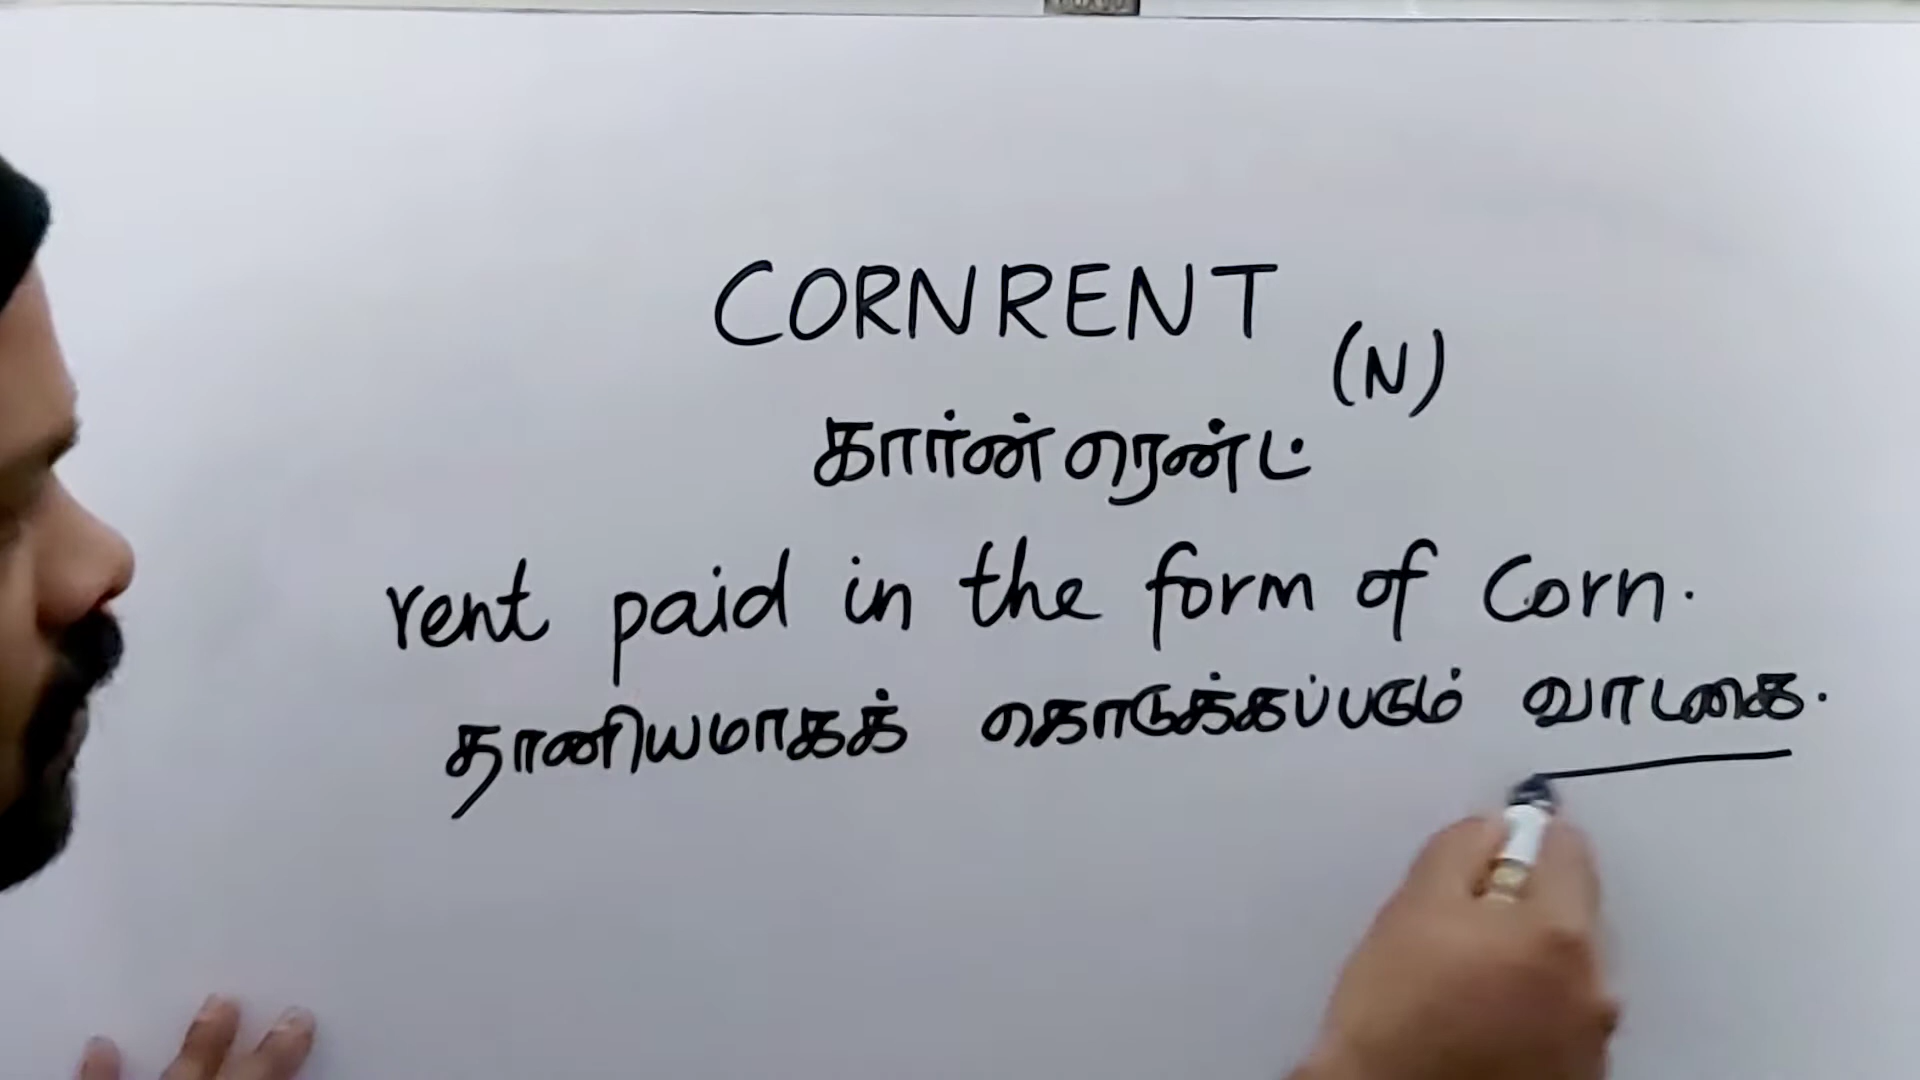 CORNRENT
(N)
கார்ன்ரெண்ட்
rent paid in the form of Corn.
தானியமாகக் கொடுக்கப்படும் வாடகை.